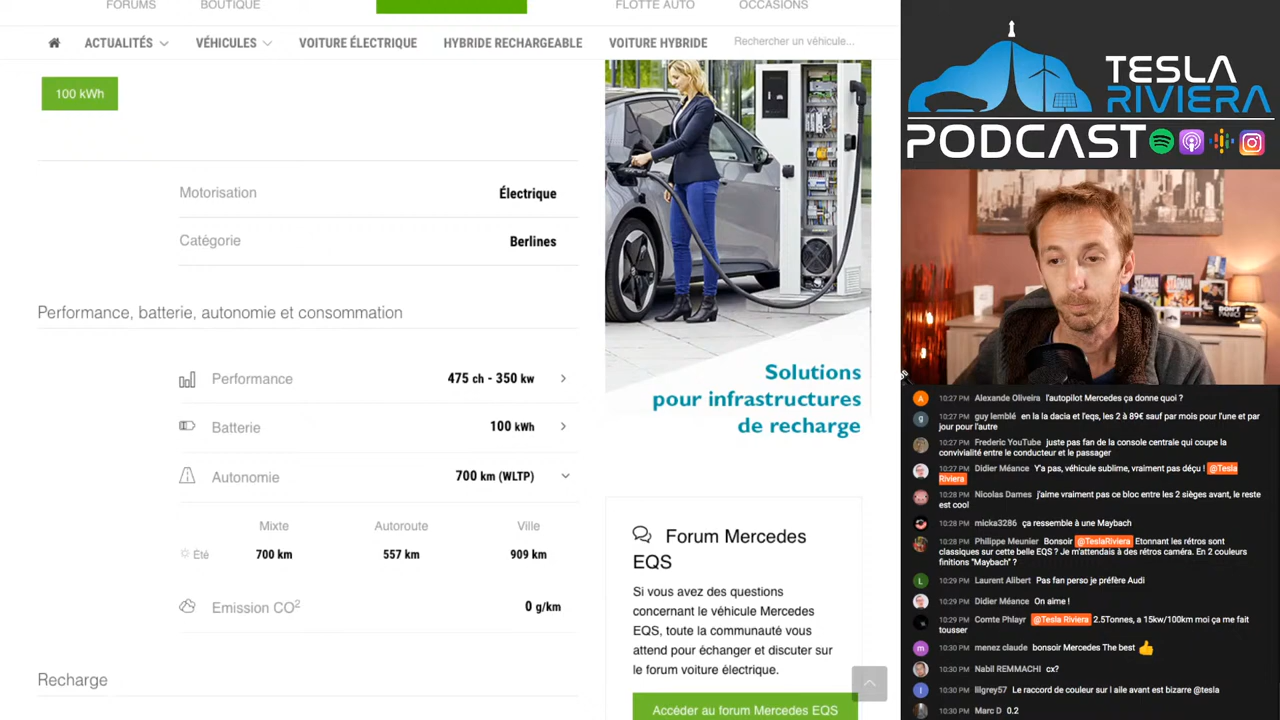 FORUMS
BOUTIQUE
FLOTTE AUTO
OCCASIONS
ACTUALITÉS
VÉHICULES
VOITURE ÉLECTRIQUE
HYBRIDE RECHARGEABLE
VOITURE HYBRIDE
Rechercher un véhicule...
100 kWh
Motorisation
Électrique
Catégorie
Berlines
Performance, batterie, autonomie et consommation
Performance
475 ch - 350 kw
Batterie
100 kWh
Autonomie
700 km (WLTP)
Mixte
Autoroute
Ville
Été
700 km
557 km
909 km
Emission CO2
0 g/km
Recharge
Solutions
pour infrastructures
de recharge
Forum Mercedes
EQS
Si vous avez des questions
concernant le véhicule Mercedes
EQS, toute la communauté vous
attend pour échanger et discuter sur
le forum voiture électrique.
Accéder au forum Mercedes EQS
TESLA
RIVIERA
PODCAST
STARMAN
DON'T
PANIC!
A
10:27 PM Alexande Oliveira l'autopilot Mercedes ça donne quoi ?
g
10:27 PM guy lemblé en la la dacia et l'eqs, les 2 à 89€ sauf par mois pour l'une et par
jour pour l'autre
10:27 PM Frederic YouTube juste pas fan de la console centrale qui coupe la
convivialité entre le conducteur et le passager
10:27 PM Didier Méance Y'a pas, véhicule sublime, vraiment pas déçu ! @Tesla
Riviera
10:28 PM Nicolas Dames j'aime vraiment pas ce bloc entre les 2 sièges avant, le reste
est cool
10:28 PM micka3286 ça ressemble à une Maybach
10:28 PM Philippe Meunier Bonsoir @TeslaRiviera Etonnant les rétros sont
classiques sur cette belle EQS ? Je m'attendais à des rétros caméra. En 2 couleurs
finitions "Maybach" ?
L
10:29 PM Laurent Alibert Pas fan perso je préfère Audi
10:29 PM Didier Méance On aime !
10:29 PM Comte Phlayr @Tesla Riviera 2.5Tonnes, a 15kw/100km moi ça me fait
tousser
m
10:30 PM menez claude bonsoir Mercedes The best
10:30 PM Nabil REMMACHI cx?
l
10:30 PM lilgrey57 Le raccord de couleur sur l aile avant est bizarre @tesla
10:30 PM Marc D 0.2